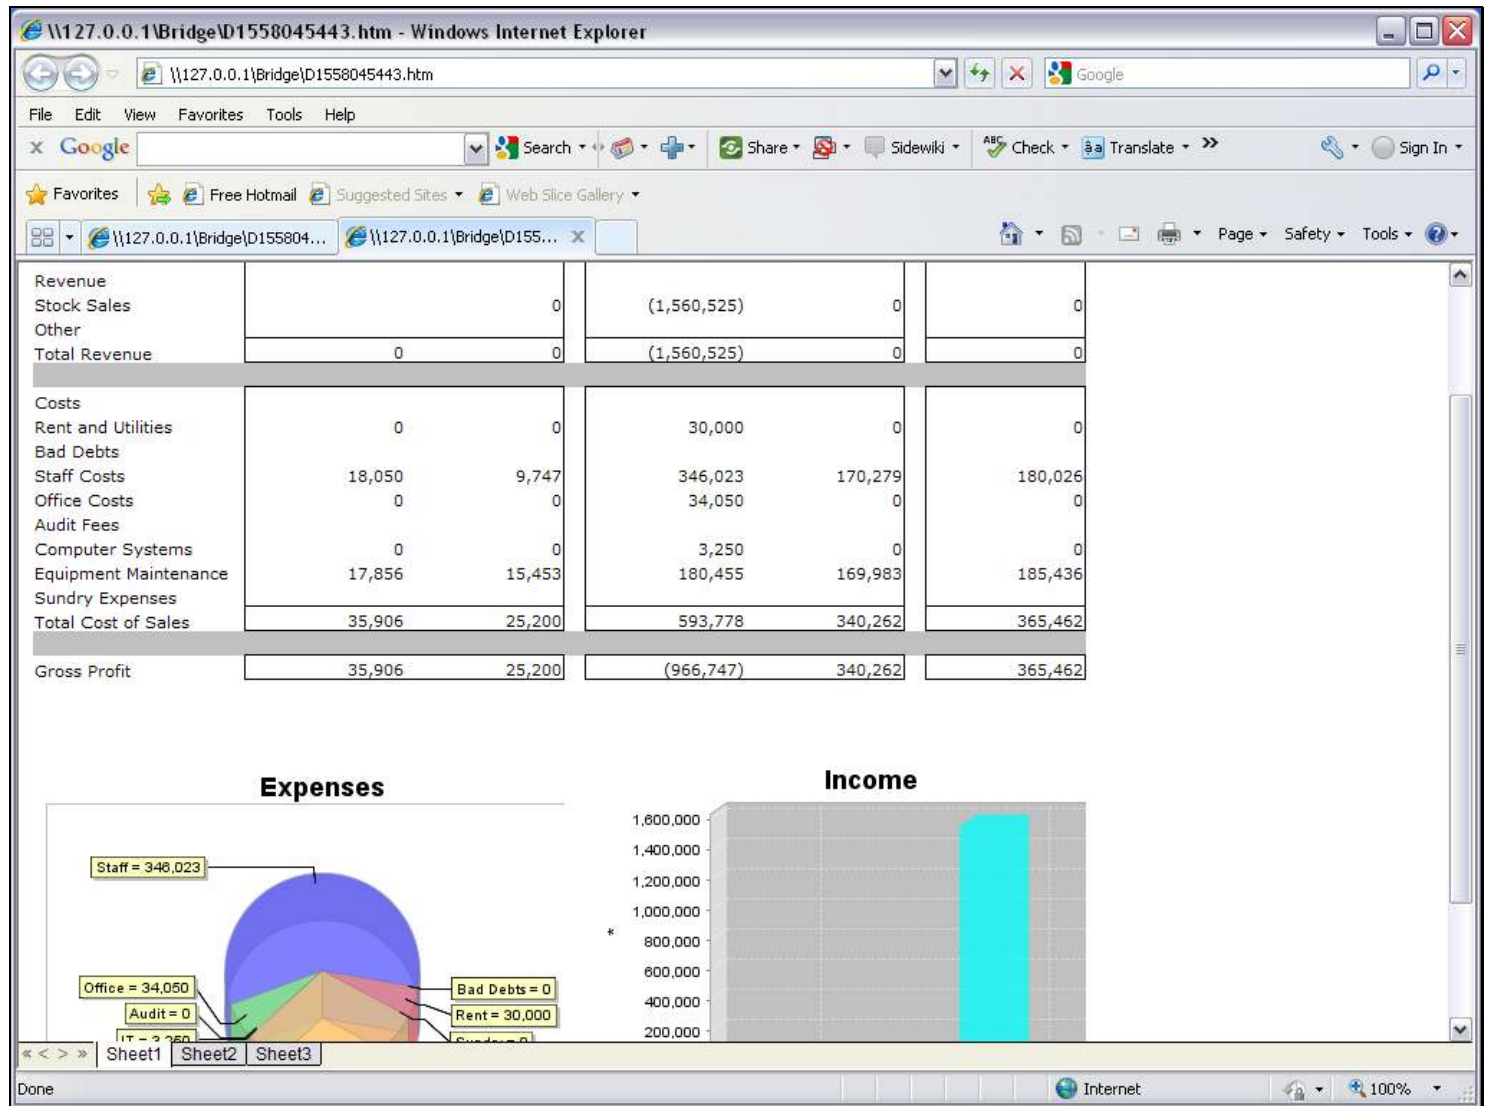 \\127.0.0.1\Bridge\D1558045443.htm - Windows Internet Explorer
\\127.0.0.1\Bridge\D1558045443.htm Google
File Edit View Favorites Tools Help
x Google Search Share Sidewiki ABC Check âa Translate » Sign In
Favorites Free Hotmail Suggested Sites Web Slice Gallery
\\127.0.0.1\Bridge\D155804... \\127.0.0.1\Bridge\D155... X Page Safety Tools
Revenue
Stock Sales 0 (1,560,525) 0 0
Other
Total Revenue 0 0 (1,560,525) 0 0
Costs
Rent and Utilities 0 0 30,000 0 0
Bad Debts
Staff Costs 18,050 9,747 346,023 170,279 180,026
Office Costs 0 0 34,050 0 0
Audit Fees
Computer Systems 0 0 3,250 0 0
Equipment Maintenance 17,856 15,453 180,455 169,983 185,436
Sundry Expenses
Total Cost of Sales 35,906 25,200 593,778 340,262 365,462
Gross Profit 35,906 25,200 (966,747) 340,262 365,462
Expenses
Staff = 346,023
Office = 34,050
Audit = 0
IT = 3,250
Bad Debts = 0
Rent = 30,000
Sundry = 0
Income
1,600,000
1,400,000
1,200,000
1,000,000
*
800,000
600,000
400,000
200,000
« < > » Sheet1 Sheet2 Sheet3
Done Internet 100%